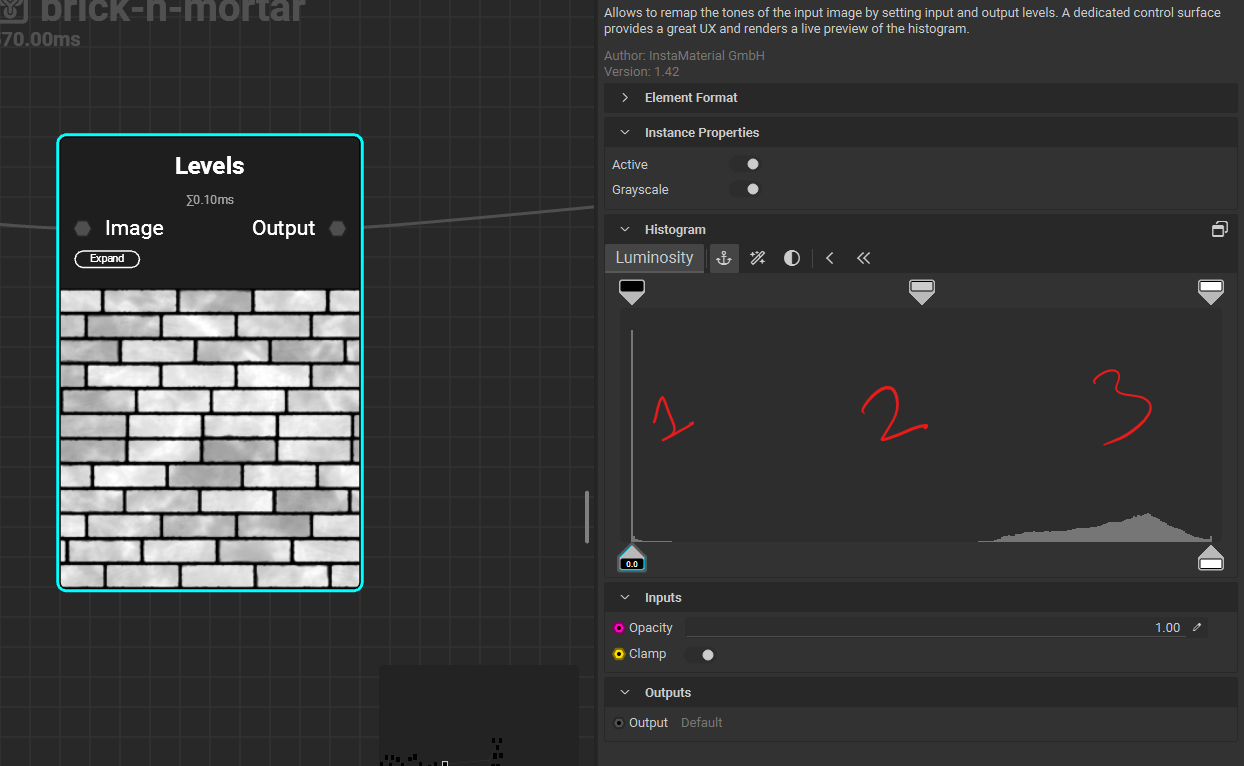 brick-n-mortar
70.00ms
Levels
∑0.10ms
Image
Output
Expand
Allows to remap the tones of the input image by setting input and output levels. A dedicated control surface
provides a great UX and renders a live preview of the histogram.
Author: InstaMaterial GmbH
Version: 1.42
Element Format
Instance Properties
Active
Grayscale
Histogram
Luminosity
1 2 3
0.0
Inputs
Opacity 1.00
Clamp
Outputs
Output Default